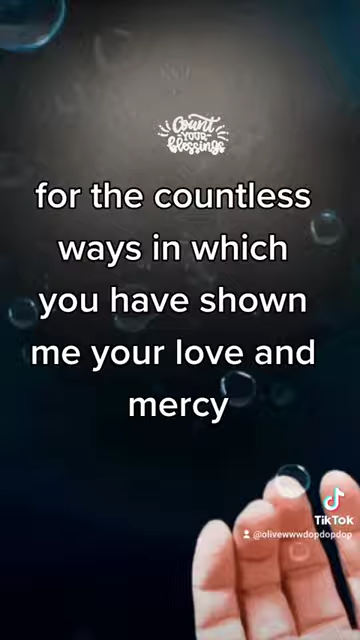 Count
YOUR
blessings
for the countless
ways in which
you have shown
me your love and
mercy
TikTok
@olivewwwdopdopdop